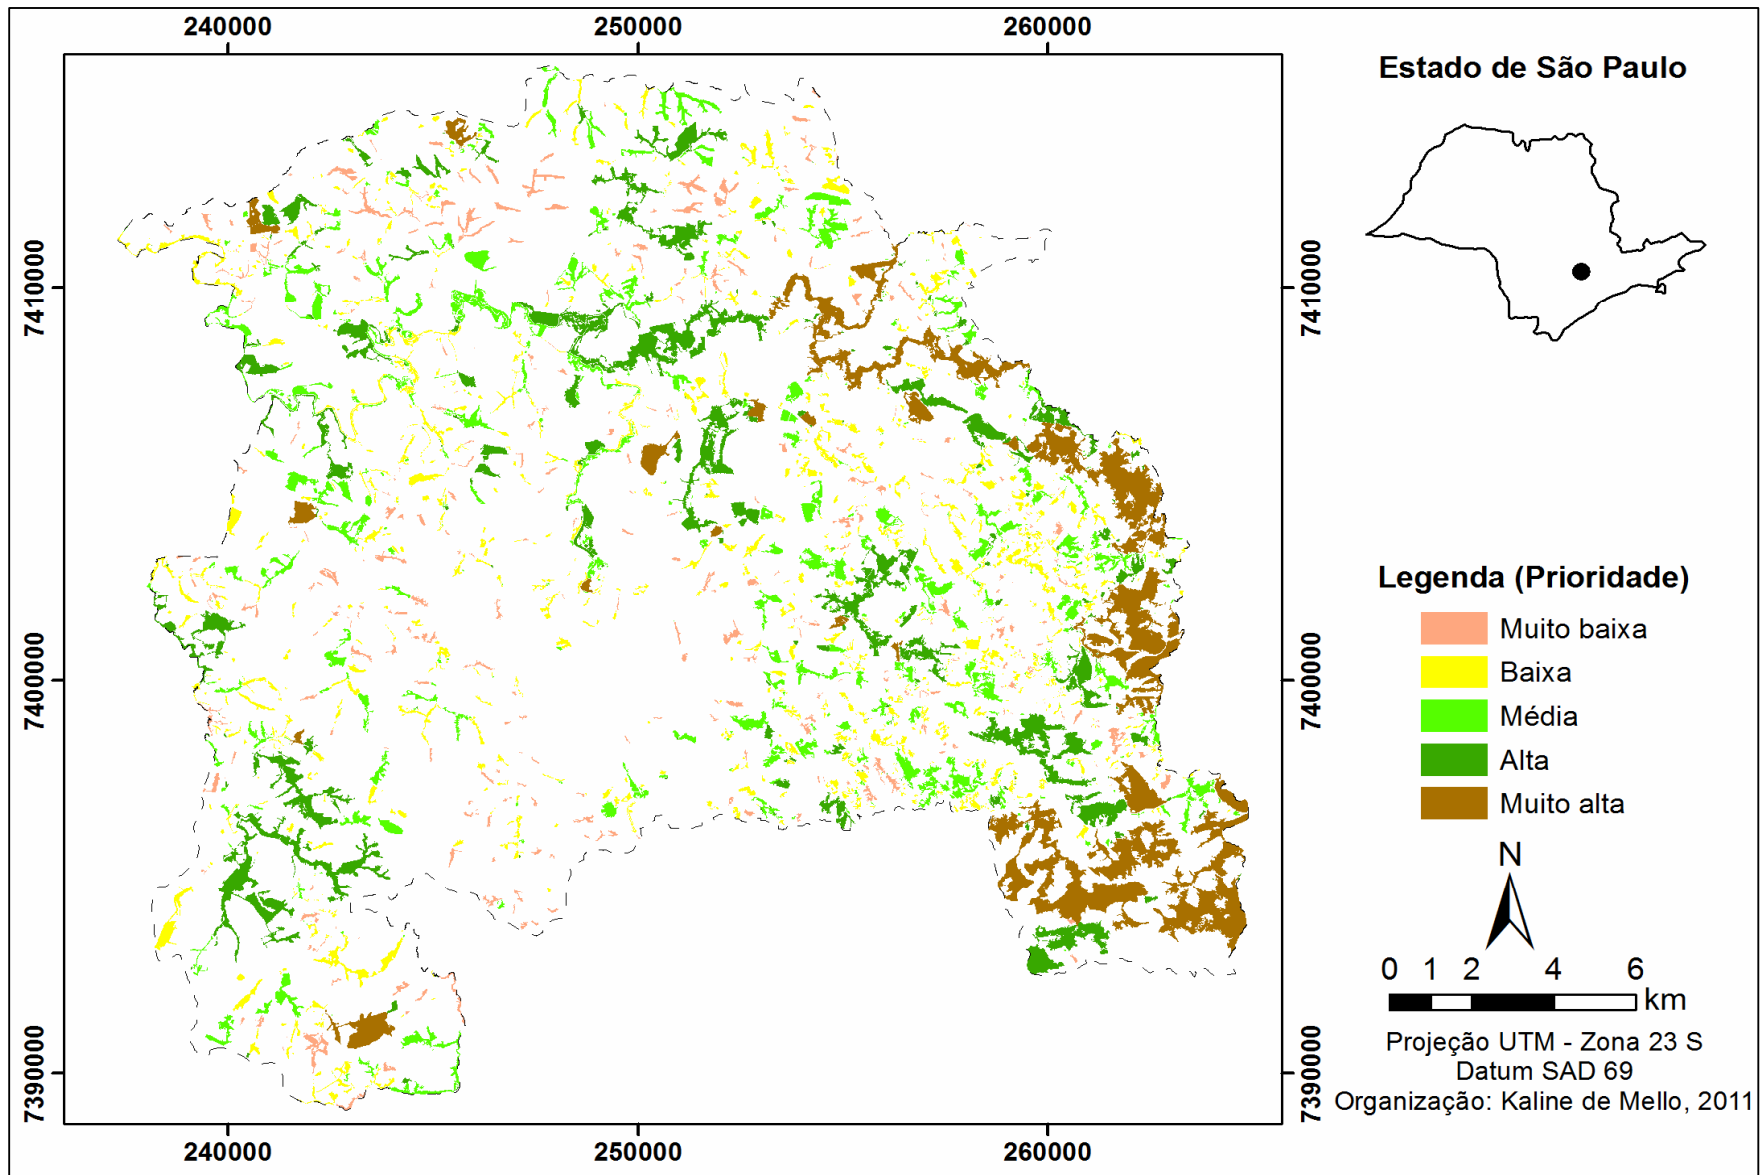 240000
250000
260000
7410000
7400000
7390000
7410000
7400000
7390000
240000
250000
260000
Estado de São Paulo
Legenda (Prioridade)
Muito baixa
Baixa
Média
Alta
Muito alta
N
0 1 2 4 6
km
Projeção UTM - Zona 23 S
Datum SAD 69
Organização: Kaline de Mello, 2011